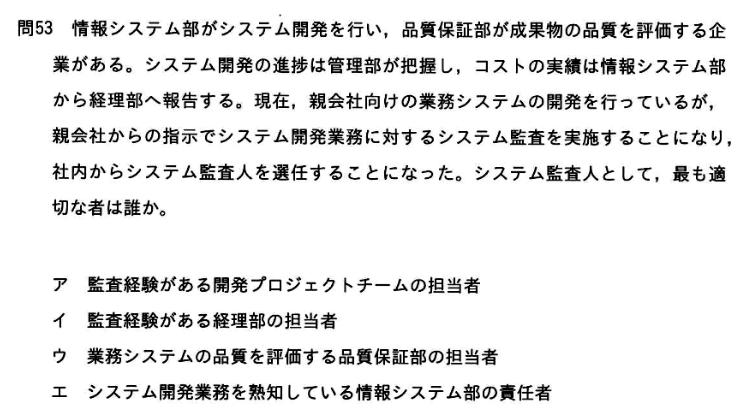 問53 情報システム部がシステム開発を行い，品質保証部が成果物の品質を評価する企
業がある。システム開発の進捗は管理部が把握し，コストの実績は情報システム部
から経理部へ報告する。現在，親会社向けの業務システムの開発を行っているが，
親会社からの指示でシステム開発業務に対するシステム監査を実施することになり，
社内からシステム監査人を選任することになった。システム監査人として，最も適
切な者は誰か。
ア 監査経験がある開発プロジェクトチームの担当者
イ 監査経験がある経理部の担当者
ウ 業務システムの品質を評価する品質保証部の担当者
エ システム開発業務を熟知している情報システム部の責任者